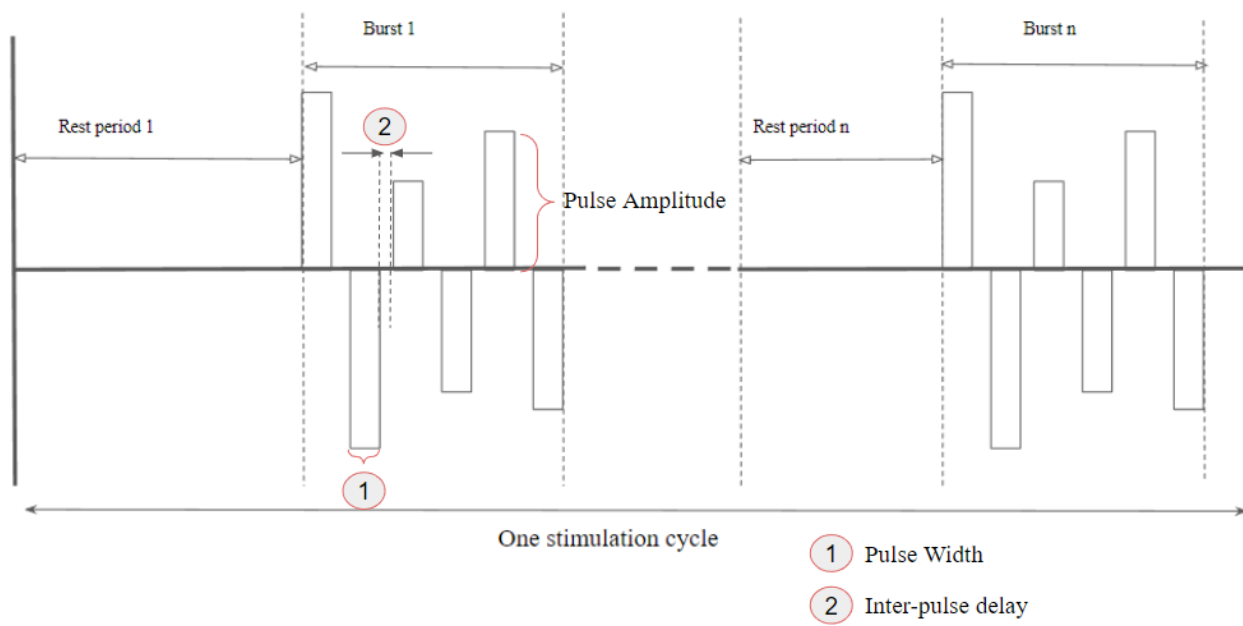 Burst 1
Burst n
Rest period 1
2
Rest period n
Pulse Amplitude
1
One stimulation cycle
1 Pulse Width
2 Inter-pulse delay